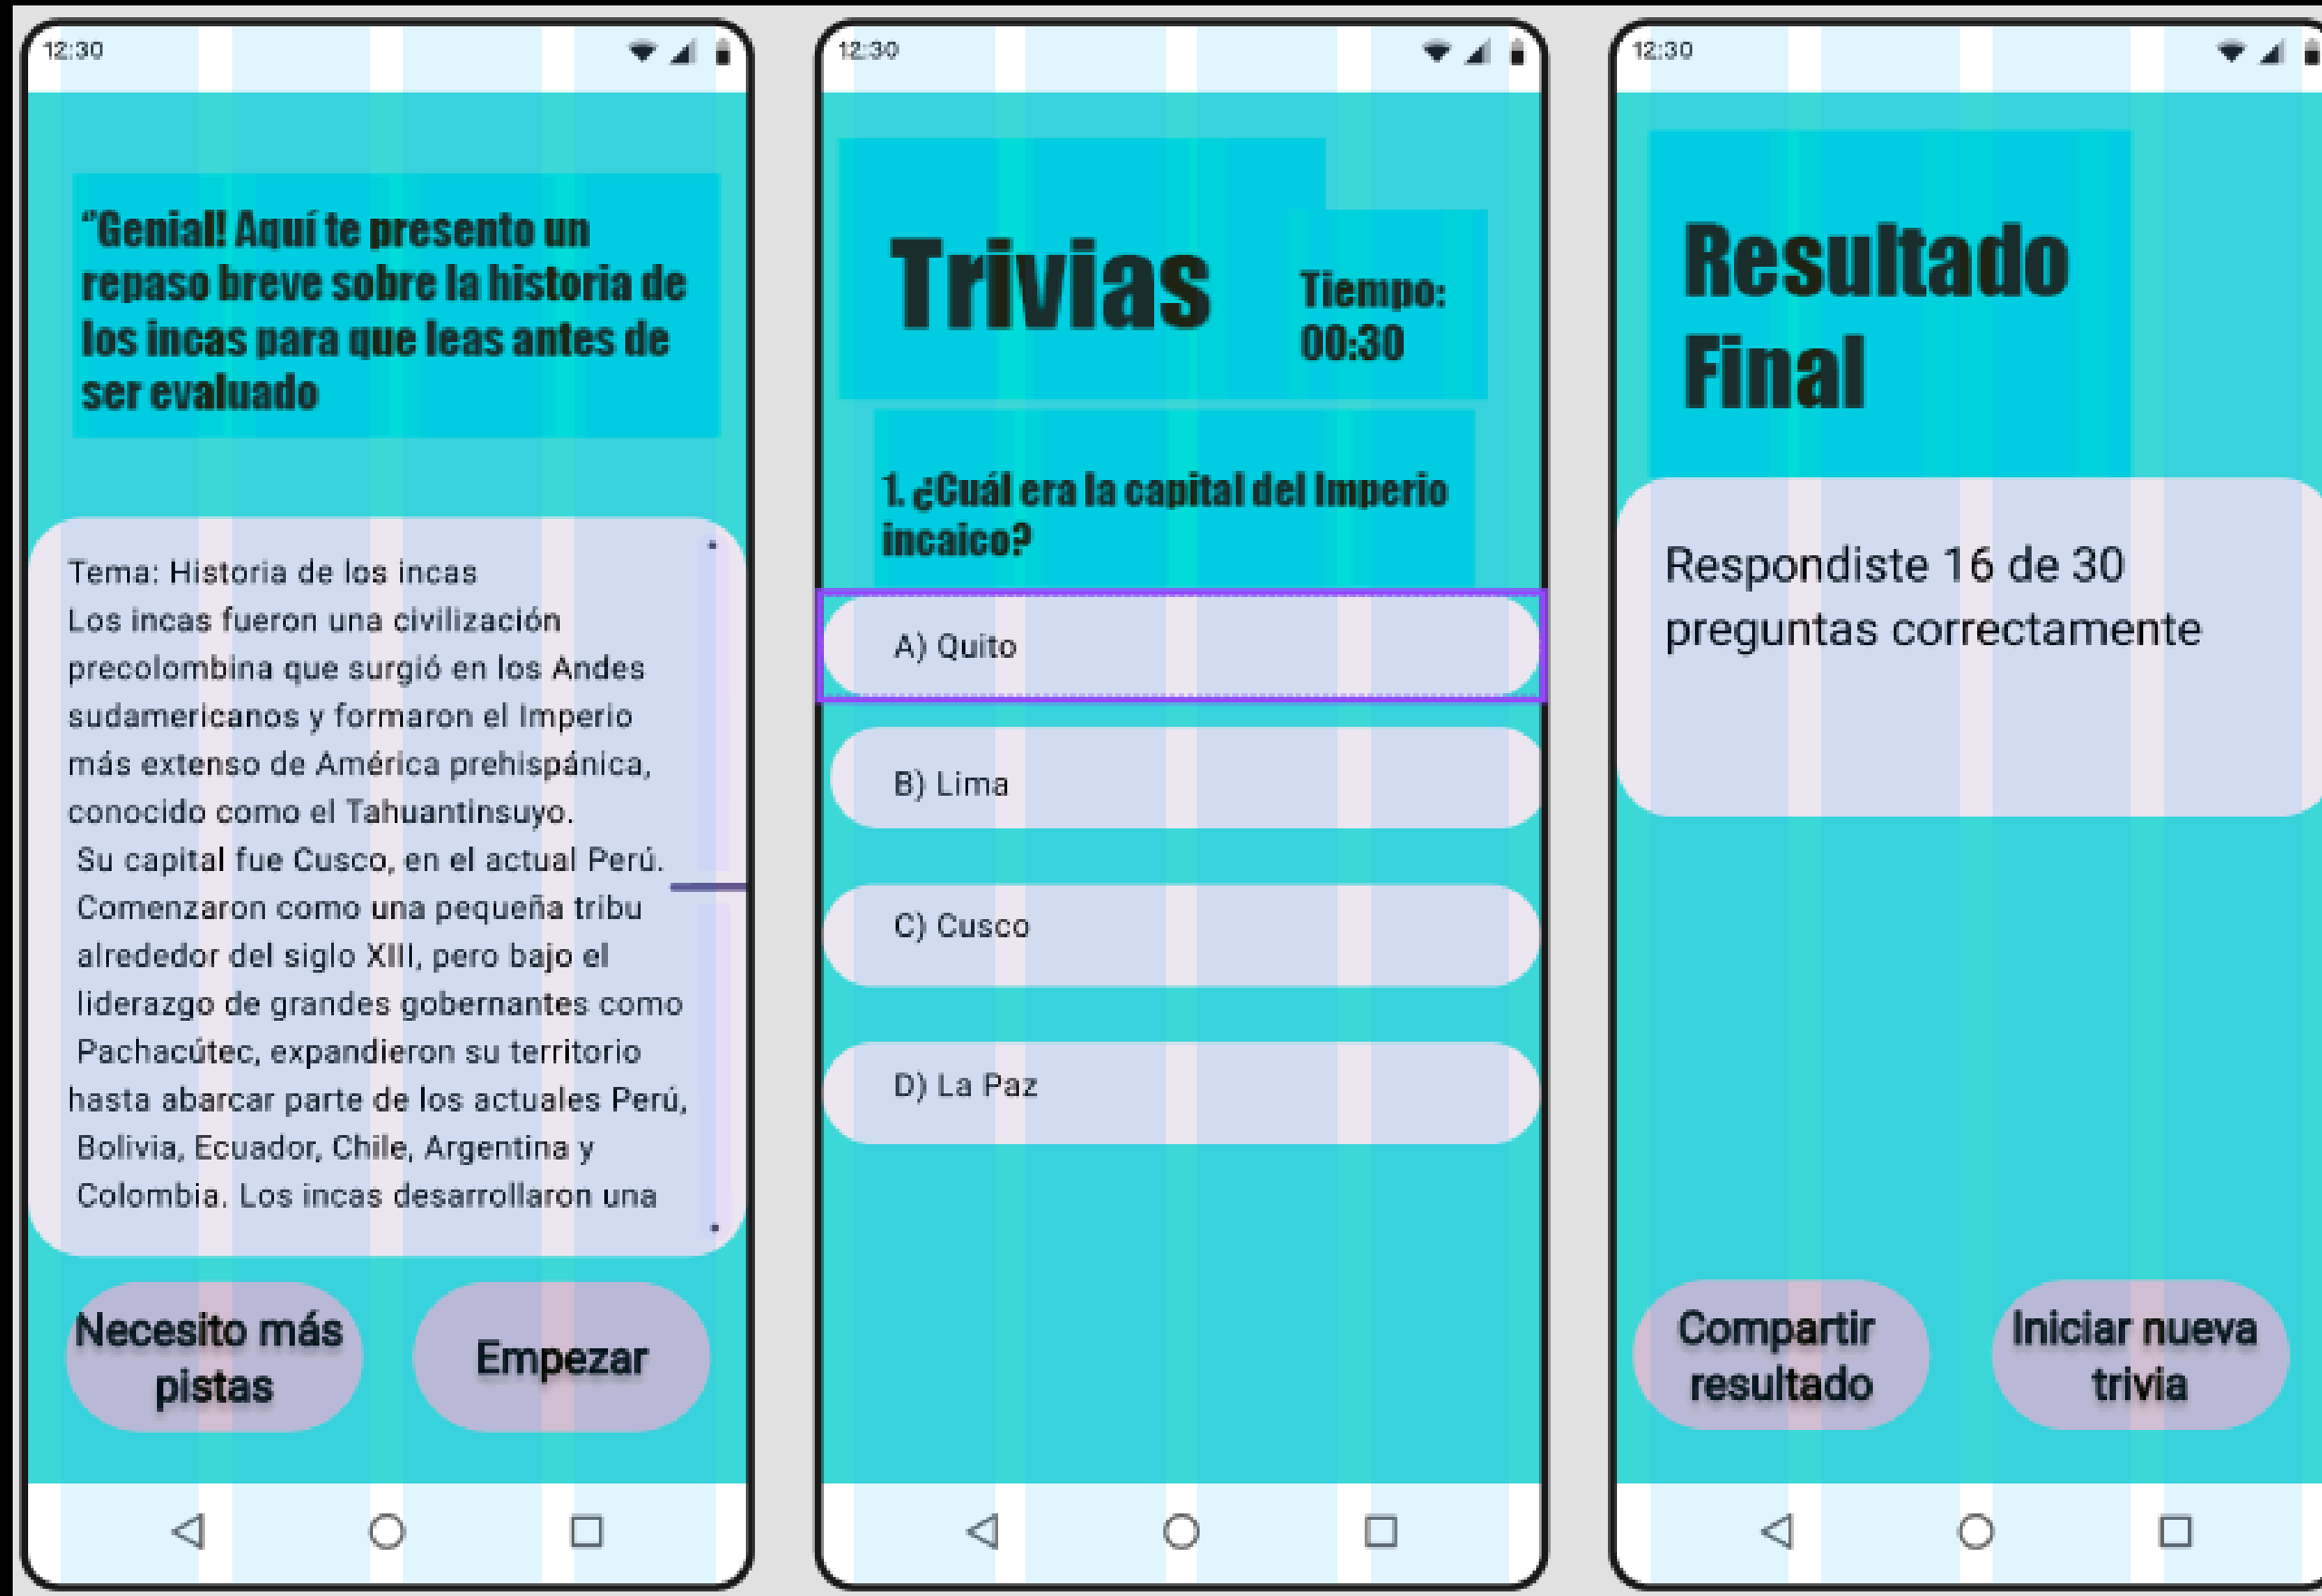 12:30
"Genial! Aquí te presento un
repaso breve sobre la historia de
los incas para que leas antes de
ser evaluado
Tema: Historia de los incas
Los incas fueron una civilización
precolombina que surgió en los Andes
sudamericanos y formaron el Imperio
más extenso de América prehispánica,
conocido como el Tahuantinsuyo.
Su capital fue Cusco, en el actual Perú.
Comenzaron como una pequeña tribu
alrededor del siglo XIII, pero bajo el
liderazgo de grandes gobernantes como
Pachacútec, expandieron su territorio
hasta abarcar parte de los actuales Perú,
Bolivia, Ecuador, Chile, Argentina y
Colombia. Los incas desarrollaron una
Necesito más
pistas
Empezar
12:30
Trivias
Tiempo:
00:30
1. ¿Cuál era la capital del Imperio
incaico?
A) Quito
B) Lima
C) Cusco
D) La Paz
12:30
Resultado
Final
Respondiste 16 de 30
preguntas correctamente
Compartir
resultado
Iniciar nueva
trivia